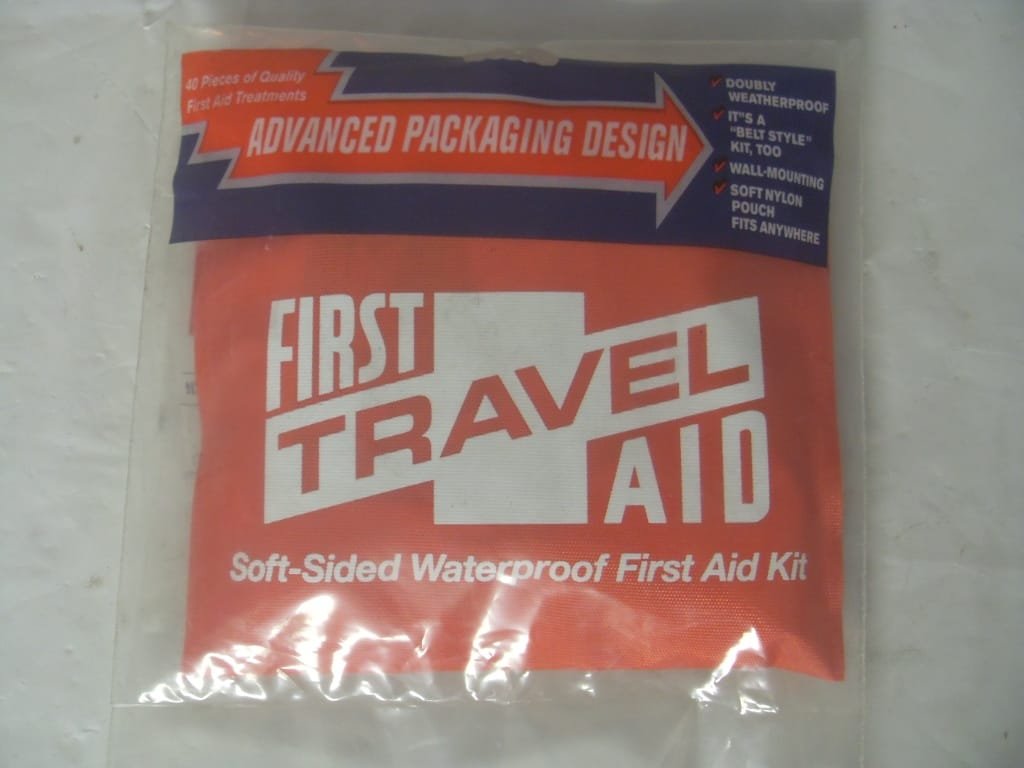 40 Pieces of Quality
First Aid Treatments
ADVANCED PACKAGING DESIGN
DOUBLY
WEATHERPROOF
IT"S A
"BELT STYLE"
KIT, TOO
WALL-MOUNTING
SOFT NYLON
POUCH
FITS ANYWHERE
FIRST
TRAVEL
AID
Soft-Sided Waterproof First Aid Kit